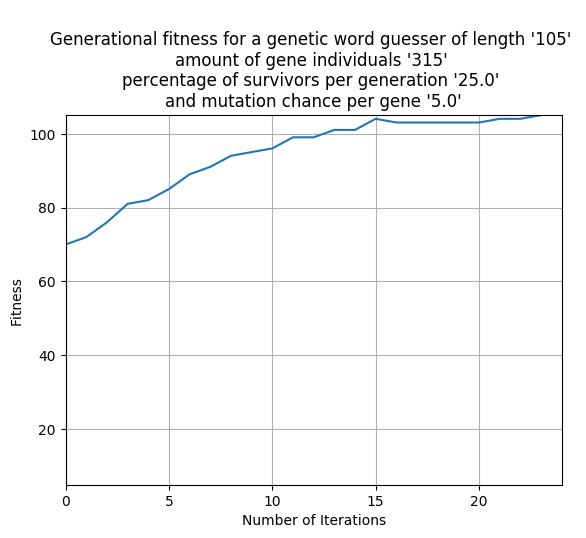 Generational fitness for a genetic word guesser of length '105'
amount of gene individuals '315'
percentage of survivors per generation '25.0'
and mutation chance per gene '5.0'
100
80
60
40
20
Fitness
0 5 10 15 20
Number of Iterations